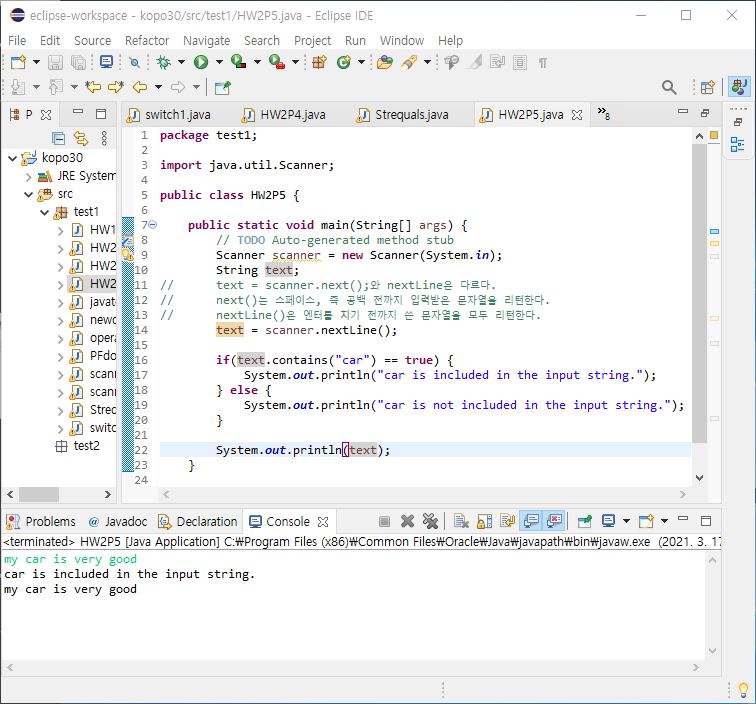 eclipse-workspace - kopo30/src/test1/HW2P5.java - Eclipse IDE
File Edit Source Refactor Navigate Search Project Run Window Help
P
switch1.java HW2P4.java Strequals.java HW2P5.java »8
kopo30
JRE System
src
test1
HW1
HW2
HW2
HW2
javate
newc
opera
PFdo
scann
scann
Streq
switc
test2
1 package test1;
2
3 import java.util.Scanner;
4
5 public class HW2P5 {
6
7 public static void main(String[] args) {
8 // TODO Auto-generated method stub
9 Scanner scanner = new Scanner(System.in);
10 String text;
11 // text = scanner.next();와 nextLine은 다르다.
12 // next()는 스페이스, 즉 공백 전까지 입력받은 문자열을 리턴한다.
13 // nextLine()은 엔터를 치기 전까지 쓴 문자열을 모두 리턴한다.
14 text = scanner.nextLine();
15
16 if(text.contains("car") == true) {
17 System.out.println("car is included in the input string.");
18 } else {
19 System.out.println("car is not included in the input string.");
20 }
21
22 System.out.println(text);
23 }
24
Problems @ Javadoc Declaration Console
<terminated> HW2P5 [Java Application] C:₩Program Files (x86)₩Common Files₩Oracle₩Java₩javapath₩bin₩javaw.exe (2021. 3. 17
my car is very good
car is included in the input string.
my car is very good